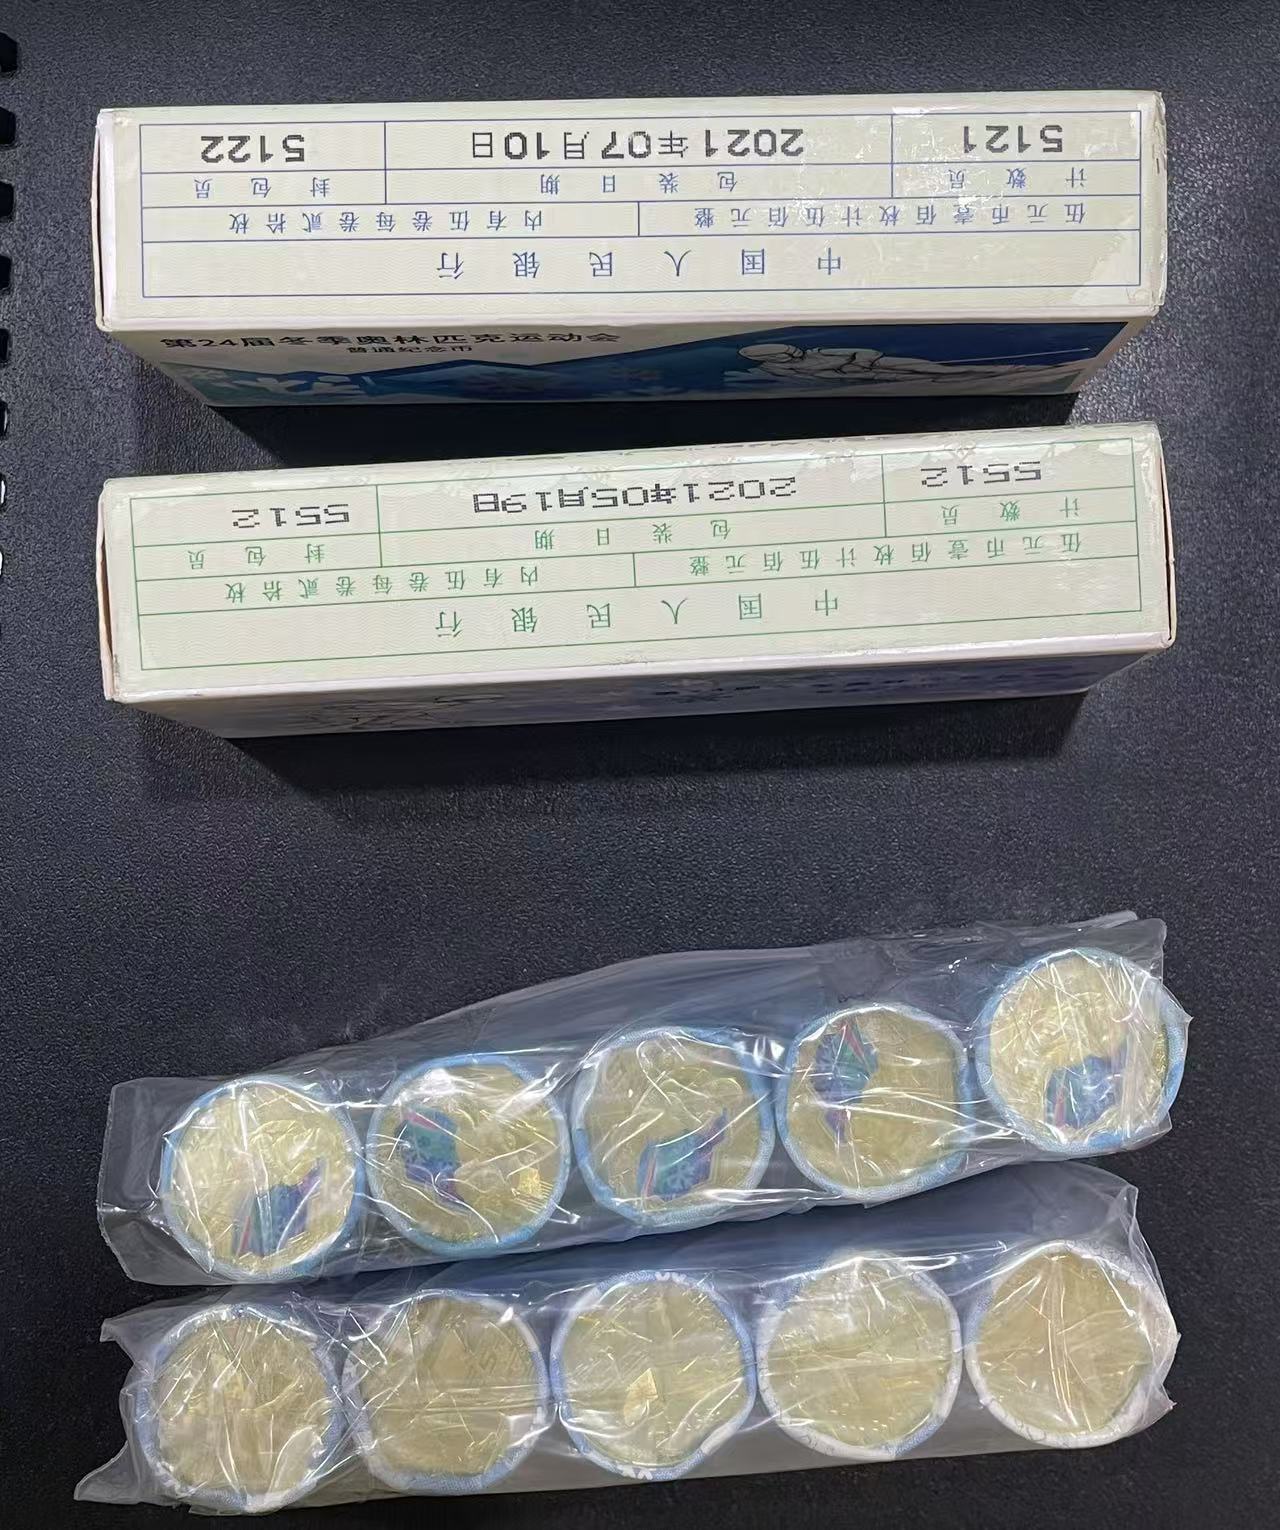 中国人民银行
伍元币壹佰枚计伍佰元整 内有伍卷每卷贰拾枚
计数员 包装日期 封包员
5121 2021年07月10日 5122
第24届冬季奥林匹克运动会
普通纪念币
中国人民银行
伍元币壹佰枚计伍佰元整 内有伍卷每卷贰拾枚
计数员 包装日期 封包员
5512 2021年05月19日 5512